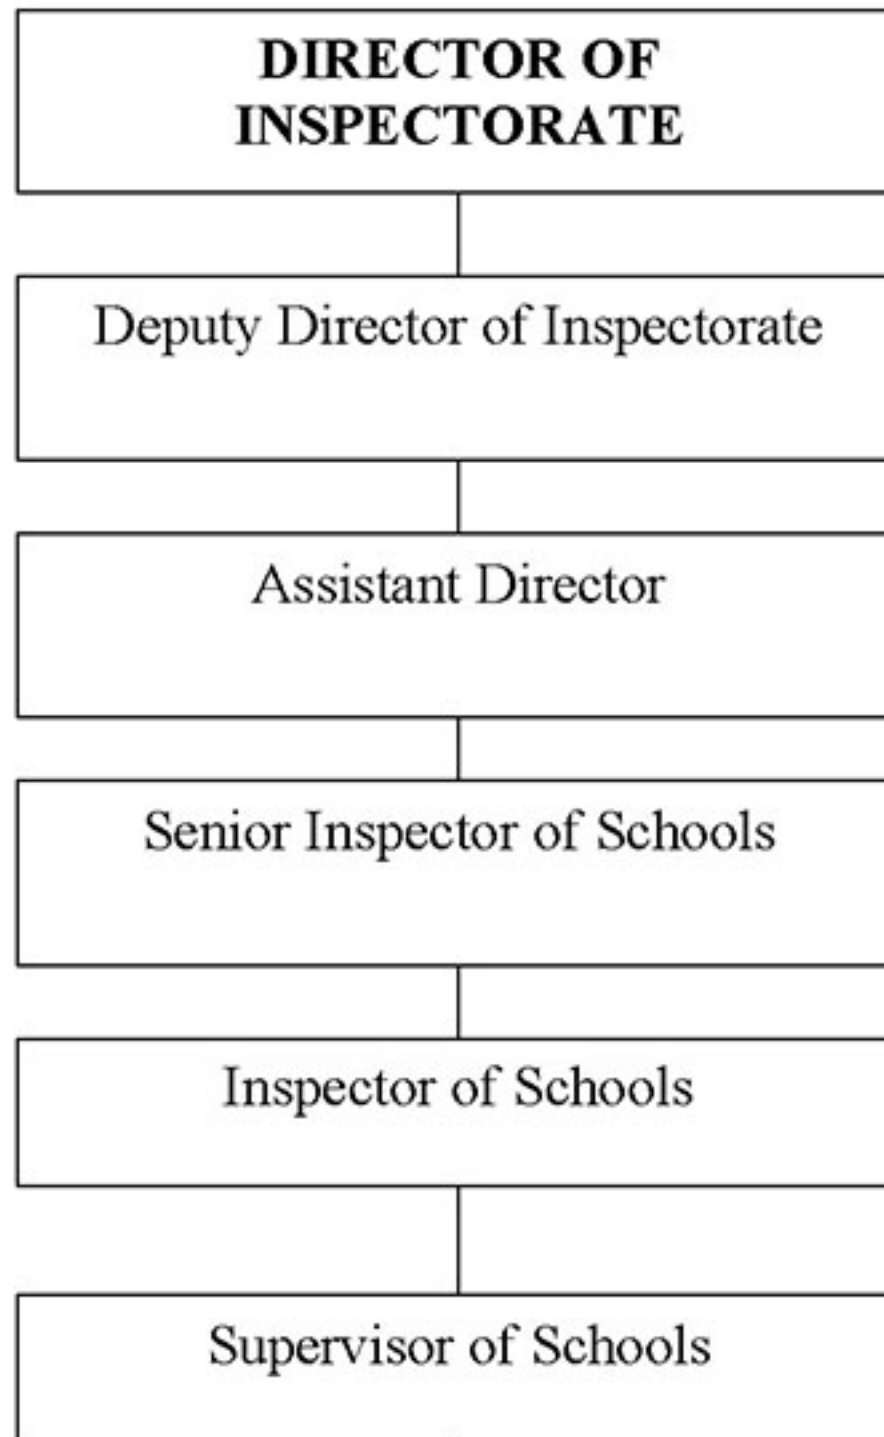 DIRECTOR OF
INSPECTORATE
Deputy Director of Inspectorate
Assistant Director
Senior Inspector of Schools
Inspector of Schools
Supervisor of Schools